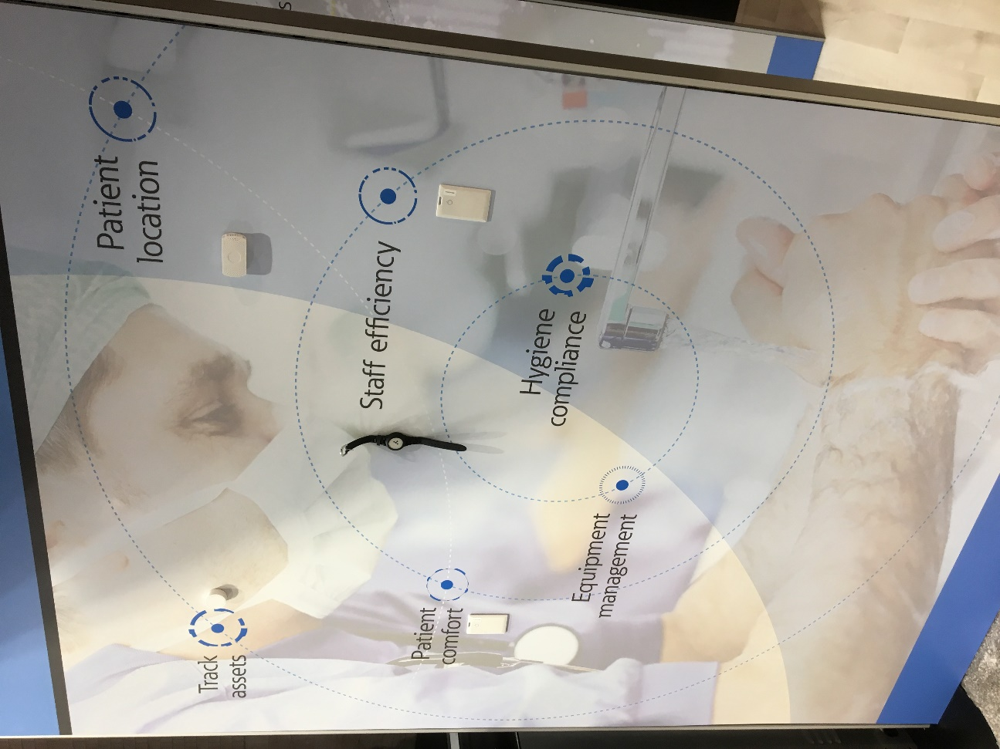 Patient
location
Staff efficiency
Hygiene
compliance
Track
assets
Patient
comfort
Equipment
management